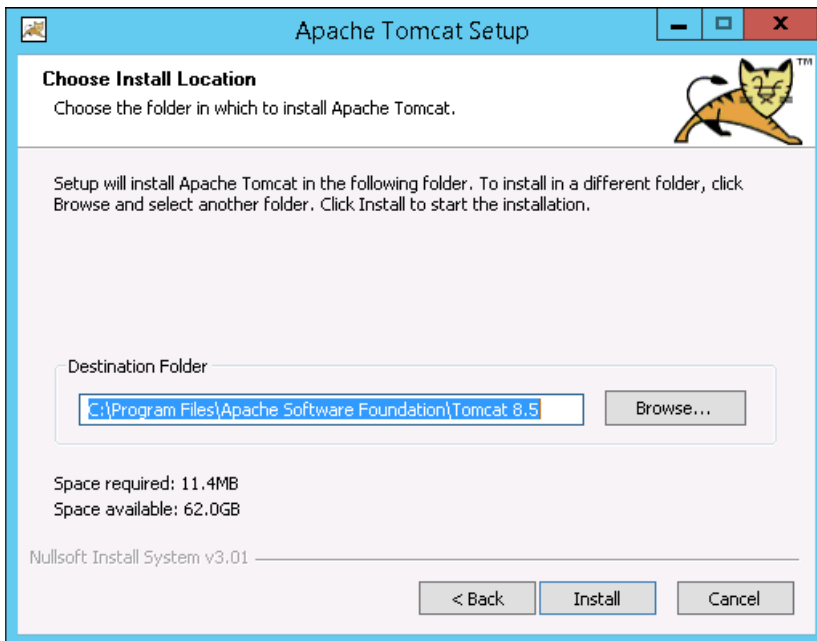 Apache Tomcat Setup
Choose Install Location
Choose the folder in which to install Apache Tomcat.
TM
Setup will install Apache Tomcat in the following folder. To install in a different folder, click
Browse and select another folder. Click Install to start the installation.
Destination Folder
C:\Program Files\Apache Software Foundation\Tomcat 8.5
Browse...
Space required: 11.4MB
Space available: 62.0GB
Nullsoft Install System v3.01
< Back
Install
Cancel